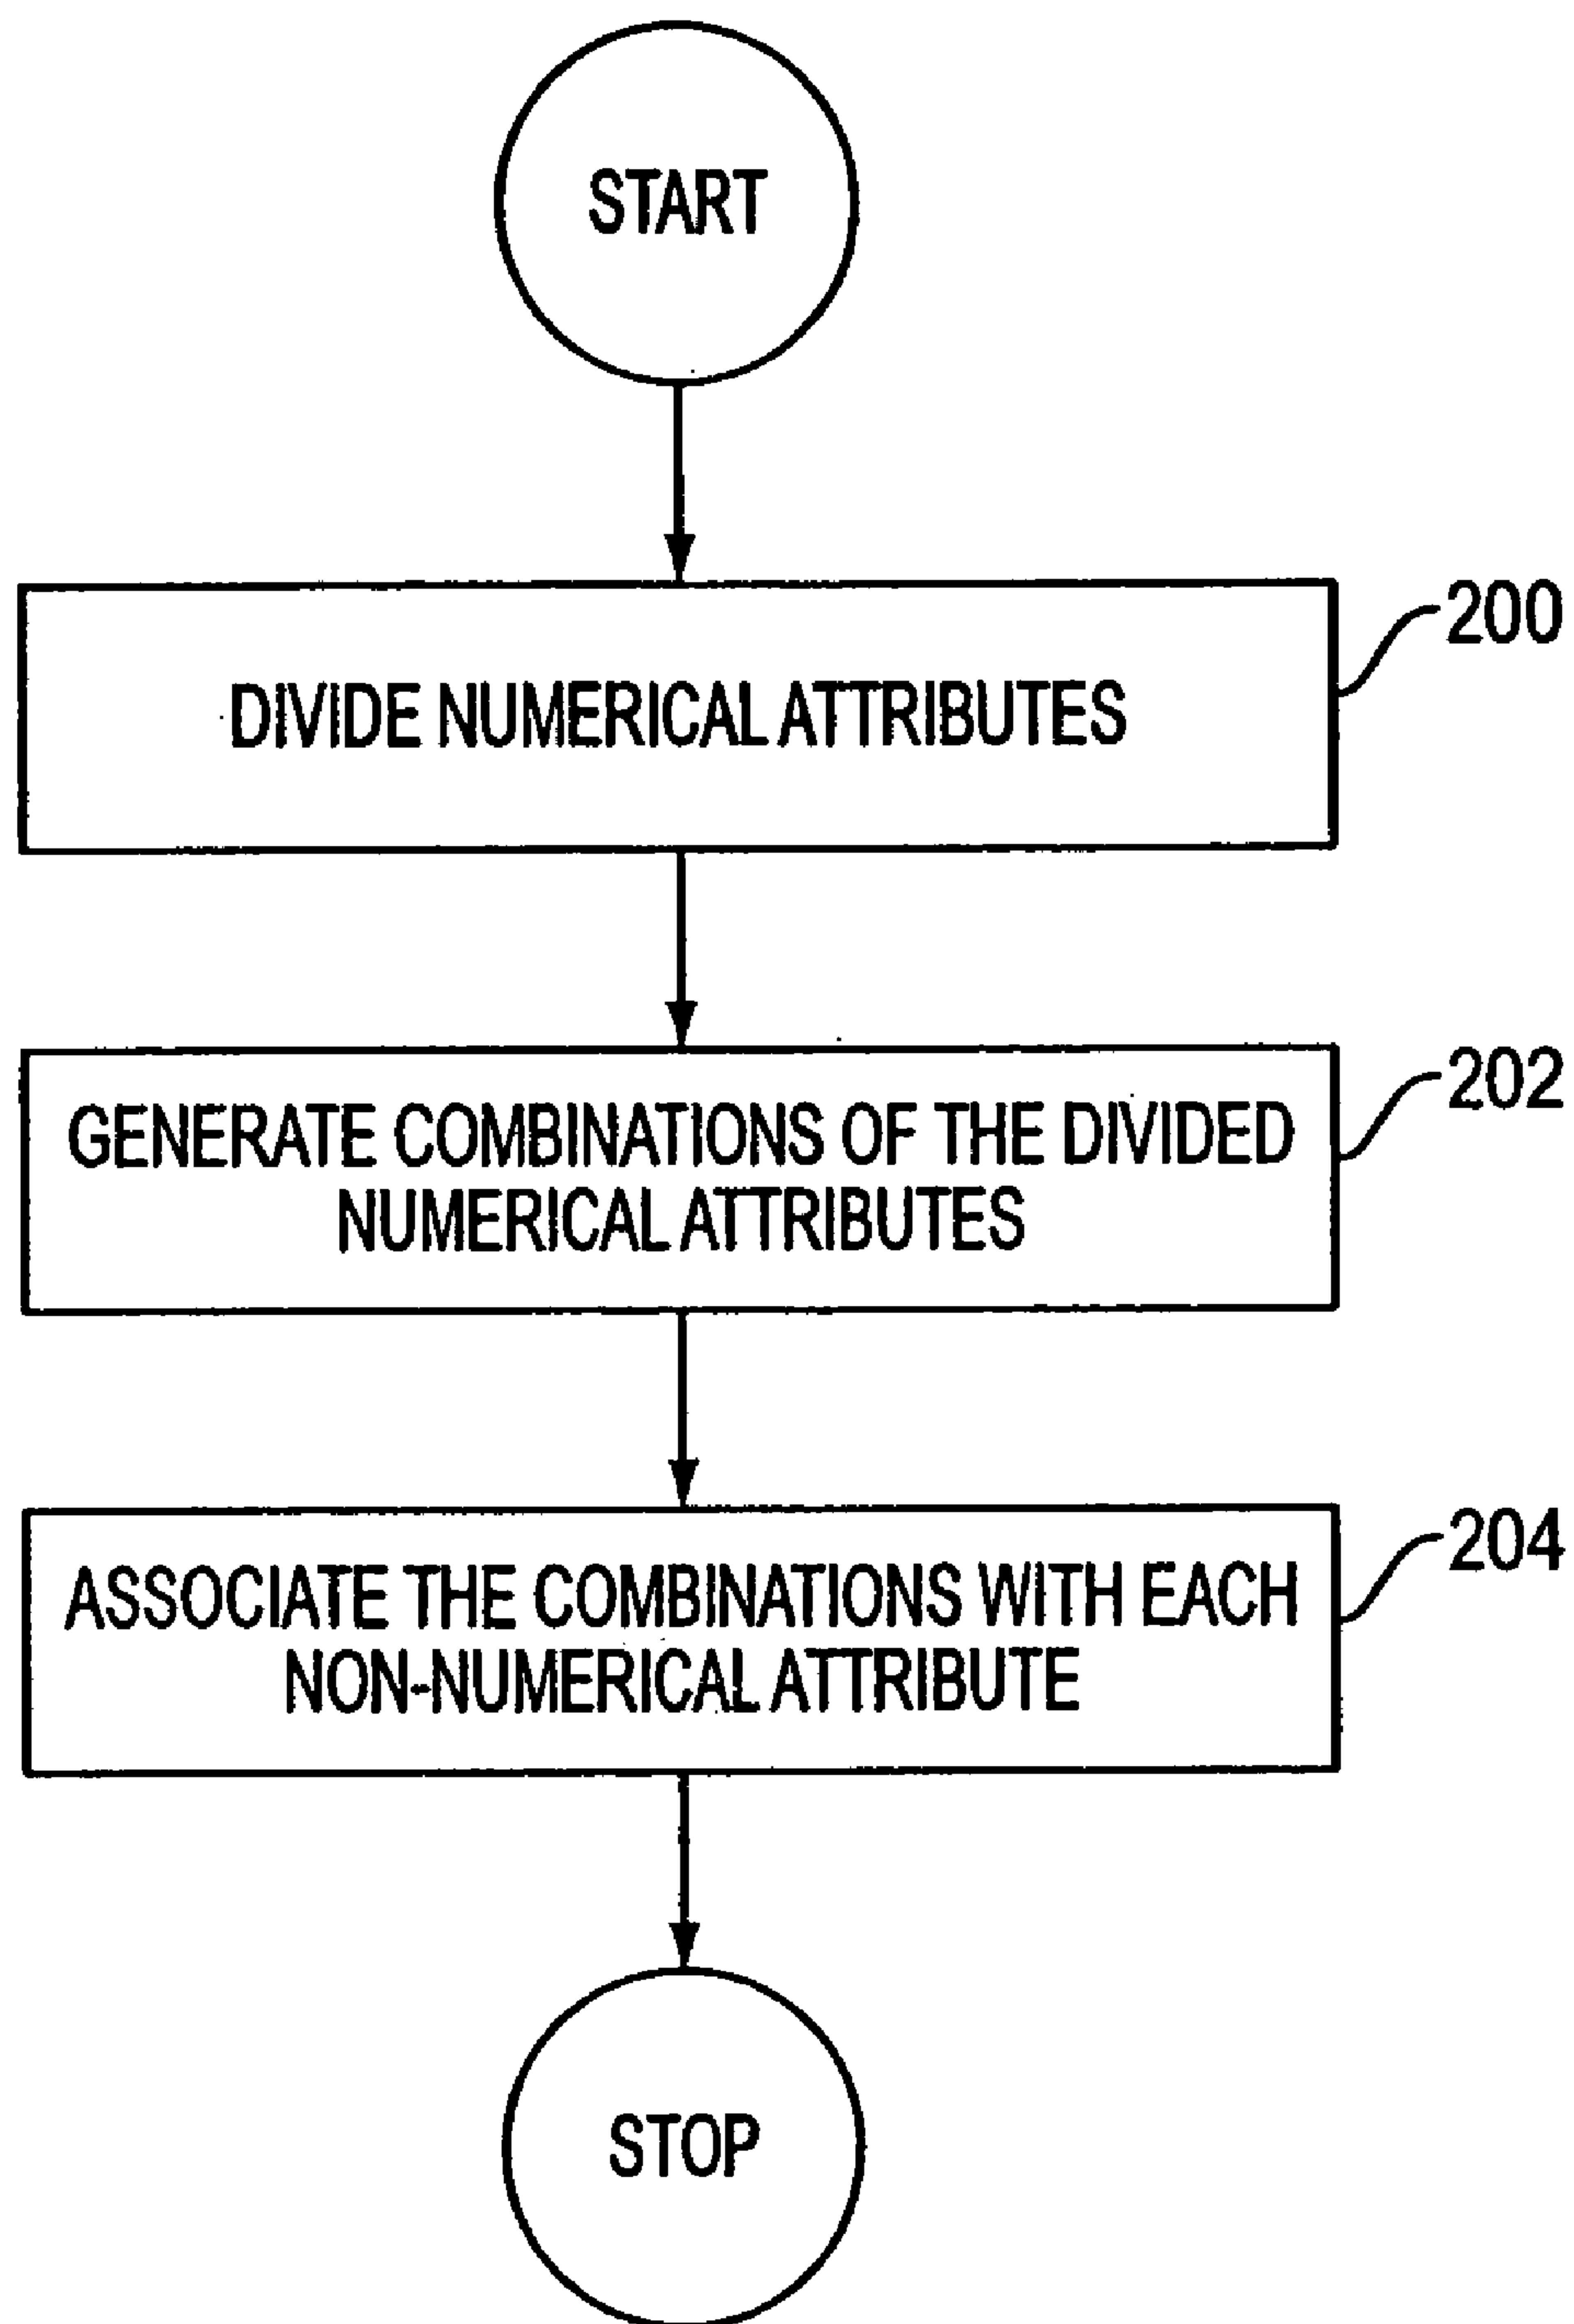 START
DIVIDE NUMERICAL ATTRIBUTES
200
GENERATE COMBINATIONS OF THE DIVIDED
NUMERICAL ATTRIBUTES
202
ASSOCIATE THE COMBINATIONS WITH EACH
NON-NUMERICAL ATTRIBUTE
204
STOP